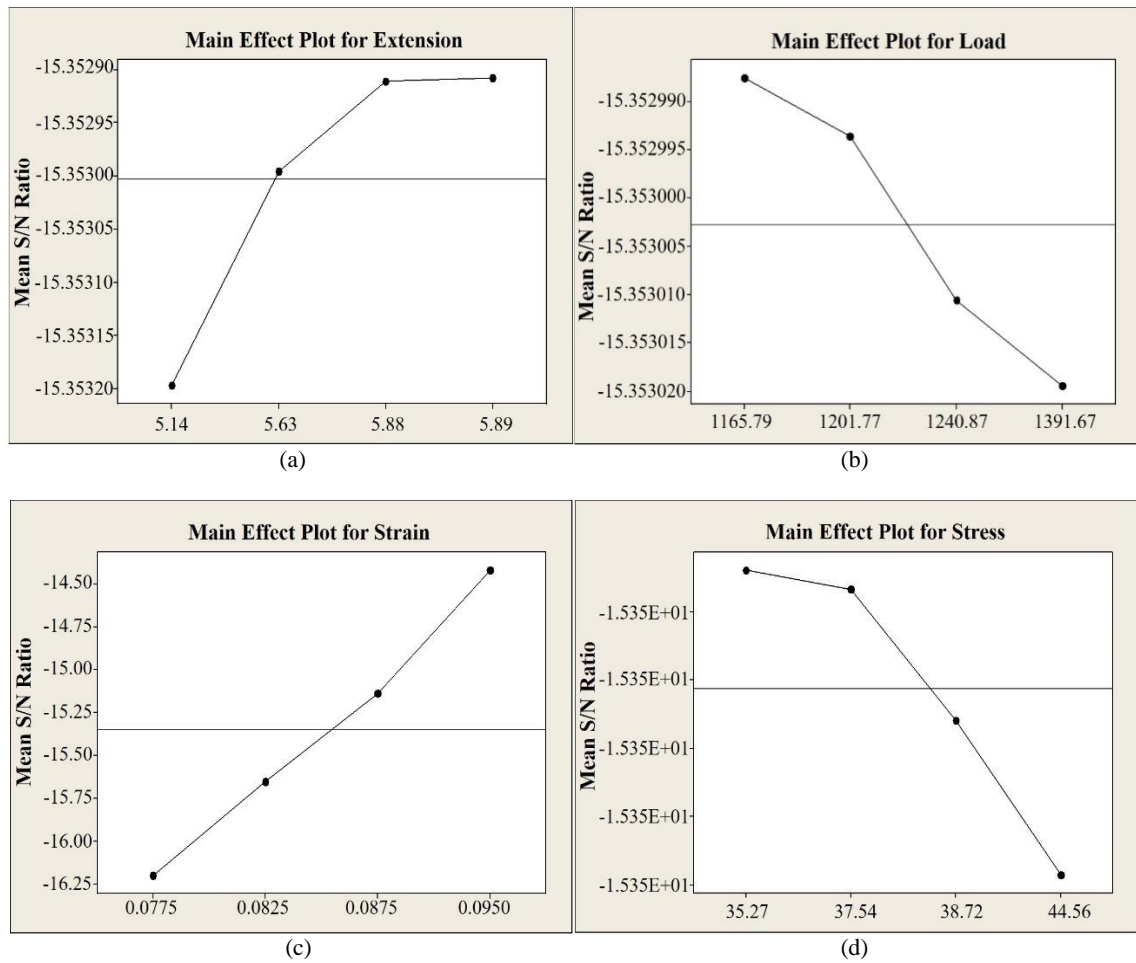 Main Effect Plot for Extension
Mean S/N Ratio
-15.35290
-15.35295
-15.35300
-15.35305
-15.35310
-15.35315
-15.35320
5.14 5.63 5.88 5.89
(a)
Main Effect Plot for Load
Mean S/N Ratio
-15.352990
-15.352995
-15.353000
-15.353005
-15.353010
-15.353015
-15.353020
1165.79 1201.77 1240.87 1391.67
(b)
Main Effect Plot for Strain
Mean S/N Ratio
-14.50
-14.75
-15.00
-15.25
-15.50
-15.75
-16.00
-16.25
0.0775 0.0825 0.0875 0.0950
(c)
Main Effect Plot for Stress
Mean S/N Ratio
-1.535E+01
-1.535E+01
-1.535E+01
-1.535E+01
-1.535E+01
35.27 37.54 38.72 44.56
(d)